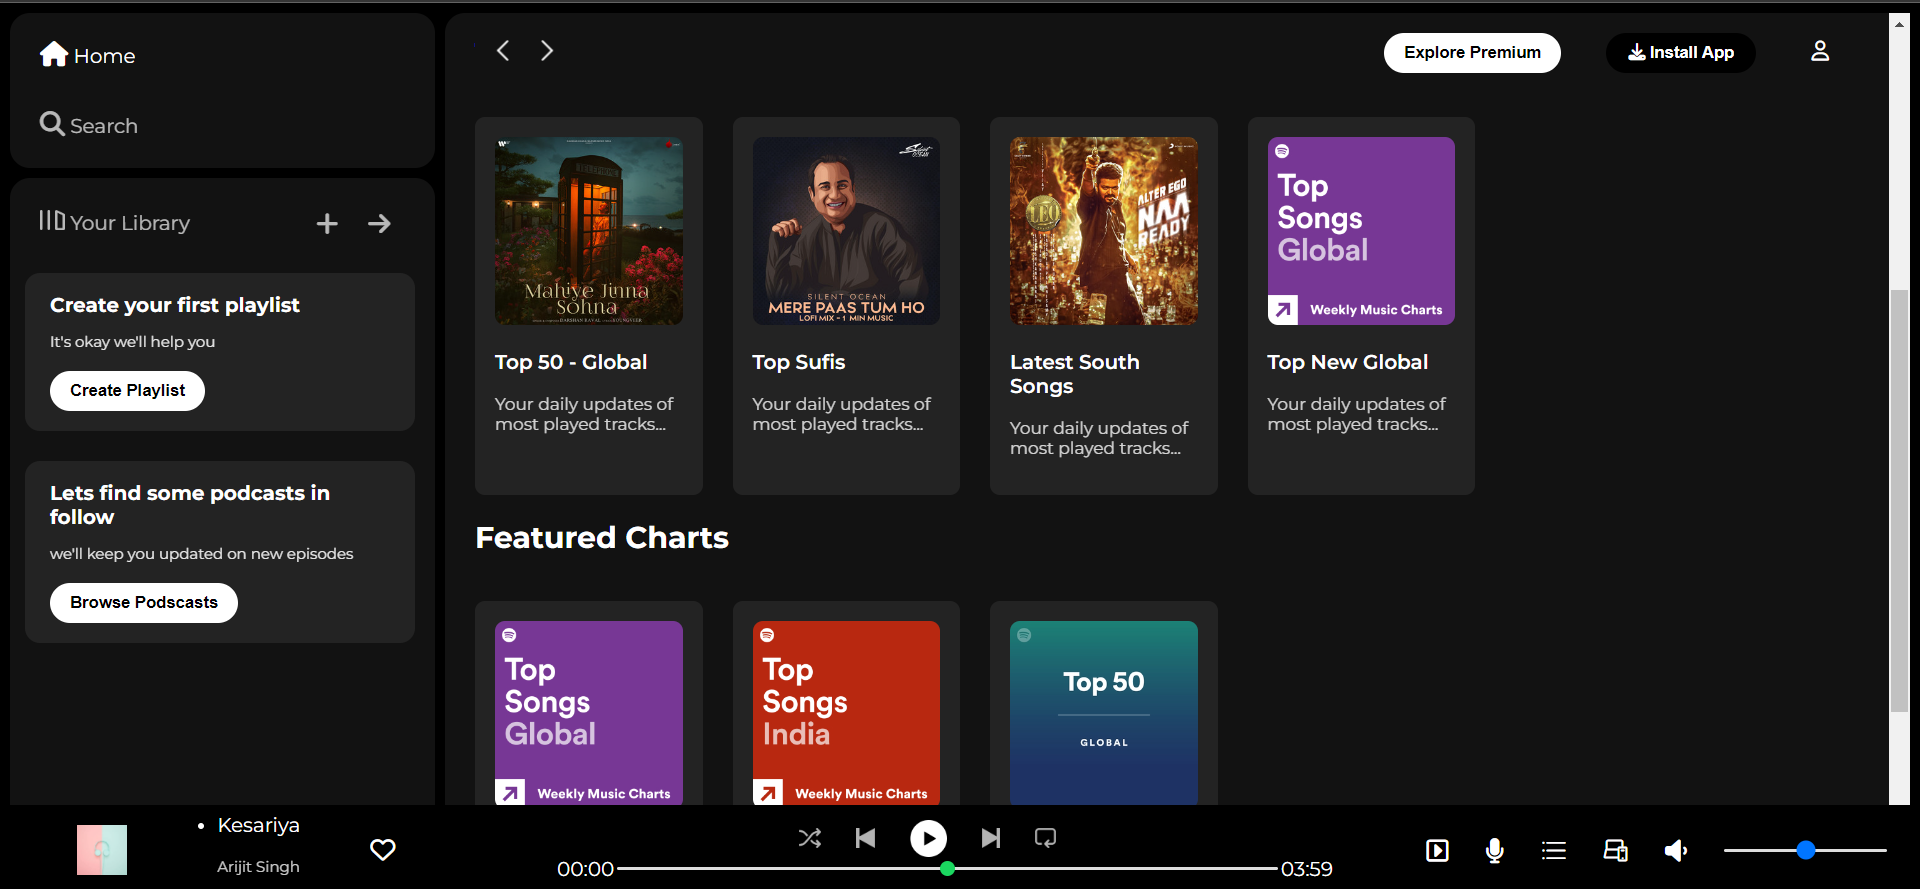 Home
Search
Your Library
Create your first playlist
It's okay we'll help you
Create Playlist
Lets find some podcasts in
follow
we'll keep you updated on new episodes
Browse Podscasts
Explore Premium
Install App
Mahiye Jinna
Sohna
Top 50 - Global
Your daily updates of
most played tracks...
SILENT OCEAN
MERE PAAS TUM HO
LOFI MIX - 1 MIN MUSIC
Top Sufis
Your daily updates of
most played tracks...
LEO
ALTER EGO
NAA
READY
Latest South
Songs
Your daily updates of
most played tracks...
Top
Songs
Global
Weekly Music Charts
Top New Global
Your daily updates of
most played tracks...
Featured Charts
Top
Songs
Global
Weekly Music Charts
Top
Songs
India
Weekly Music Charts
Top 50
GLOBAL
Kesariya
Arijit Singh
00:00
03:59